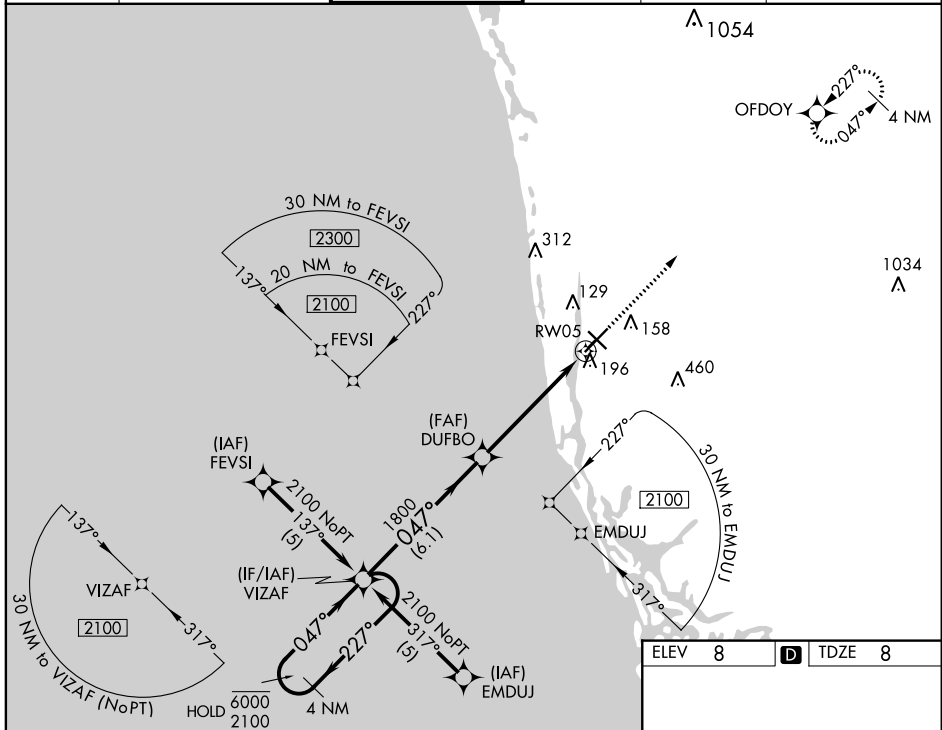 1054
OFDOY
227°
047°
4 NM
30 NM to FEVSI
2300
20 NM to FEVSI
2100
137°
227°
FEVSI
312
129
1034
RW05
158
196
460
(FAF)
DUFBO
(IAF)
FEVSI
2100 NoPT
137°
(5)
1800
047°
(6.1)
227°
30 NM to EMDUJ
2100
EMDUJ
317°
137°
VIZAF
2100
317°
30 NM to VIZAF (NoPT)
(IF/IAF)
VIZAF
047°
227°
2100 NoPT
317°
(5)
(IAF)
EMDUJ
HOLD 6000
2100
4 NM
ELEV 8 D TDZE 8